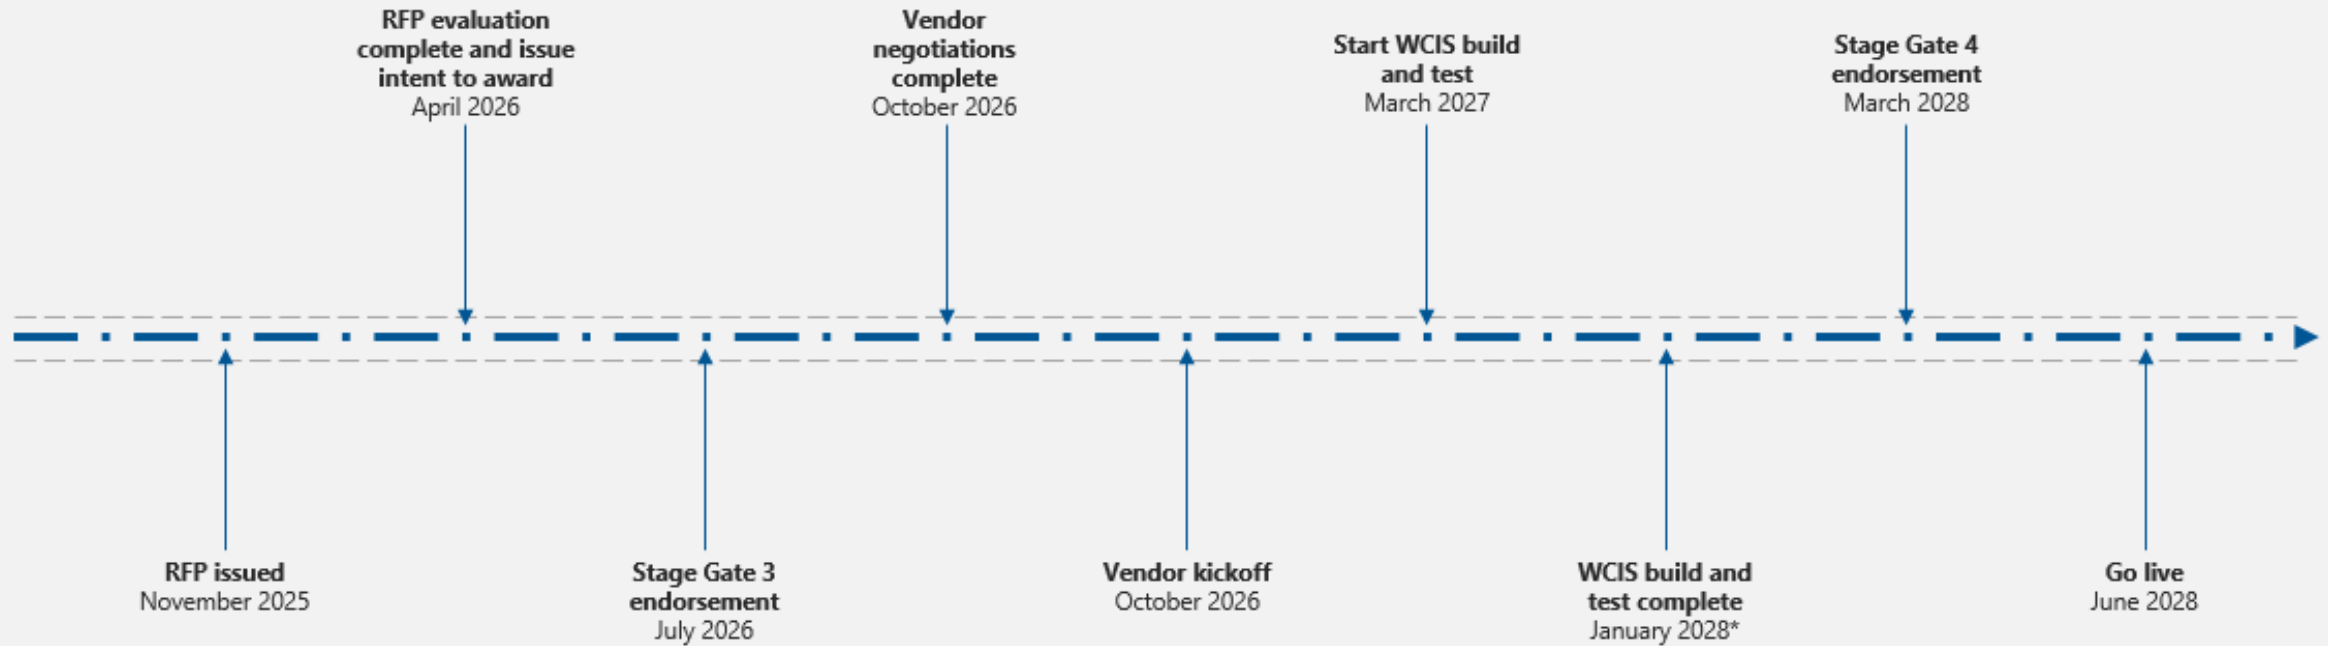 RFP evaluation
complete and issue
intent to award
April 2026
Vendor
negotiations
complete
October 2026
Start WCIS build
and test
March 2027
Stage Gate 4
endorsement
March 2028
RFP issued
November 2025
Stage Gate 3
endorsement
July 2026
Vendor kickoff
October 2026
WCIS build and
test complete
January 2028*
Go live
June 2028